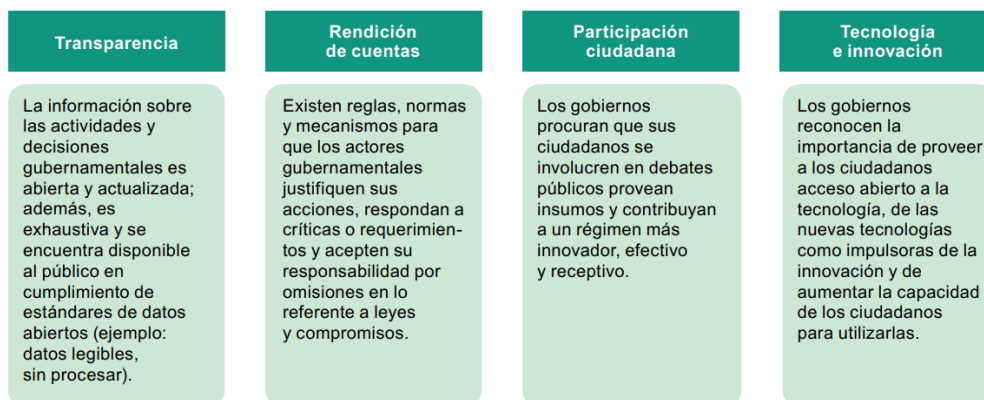 Transparencia
La información sobre
las actividades y
decisiones
gubernamentales es
abierta y actualizada;
además, es
exhaustiva y se
encuentra disponible
al público en
cumplimiento de
estándares de datos
abiertos (ejemplo:
datos legibles,
sin procesar).
Rendición
de cuentas
Existen reglas, normas
y mecanismos para
que los actores
gubernamentales
justifiquen sus
acciones, respondan a
críticas o requerimien-
tos y acepten su
responsabilidad por
omisiones en lo
referente a leyes
y compromisos.
Participación
ciudadana
Los gobiernos
procuran que sus
ciudadanos se
involucren en debates
públicos provean
insumos y contribuyan
a un régimen más
innovador, efectivo
y receptivo.
Tecnología
e innovación
Los gobiernos
reconocen la
importancia de proveer
a los ciudadanos
acceso abierto a la
tecnología, de las
nuevas tecnologías
como impulsoras de la
innovación y de
aumentar la capacidad
de los ciudadanos
para utilizarlas.